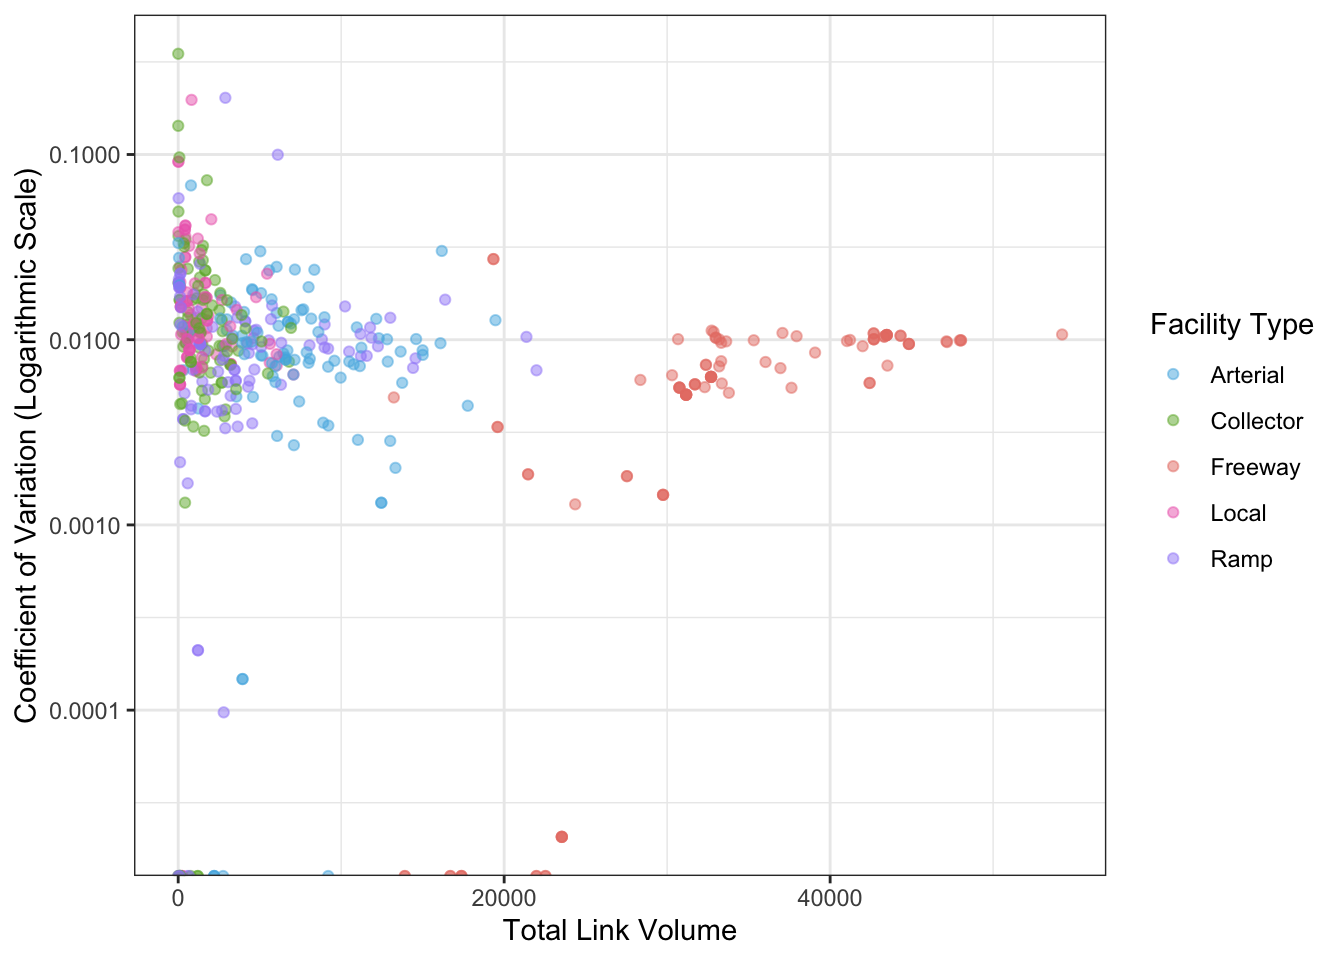 Coefficient of Variation (Logarithmic Scale)
0.1000
0.0100
0.0010
0.0001
0
20000
40000
Total Link Volume
Facility Type
Arterial
Collector
Freeway
Local
Ramp